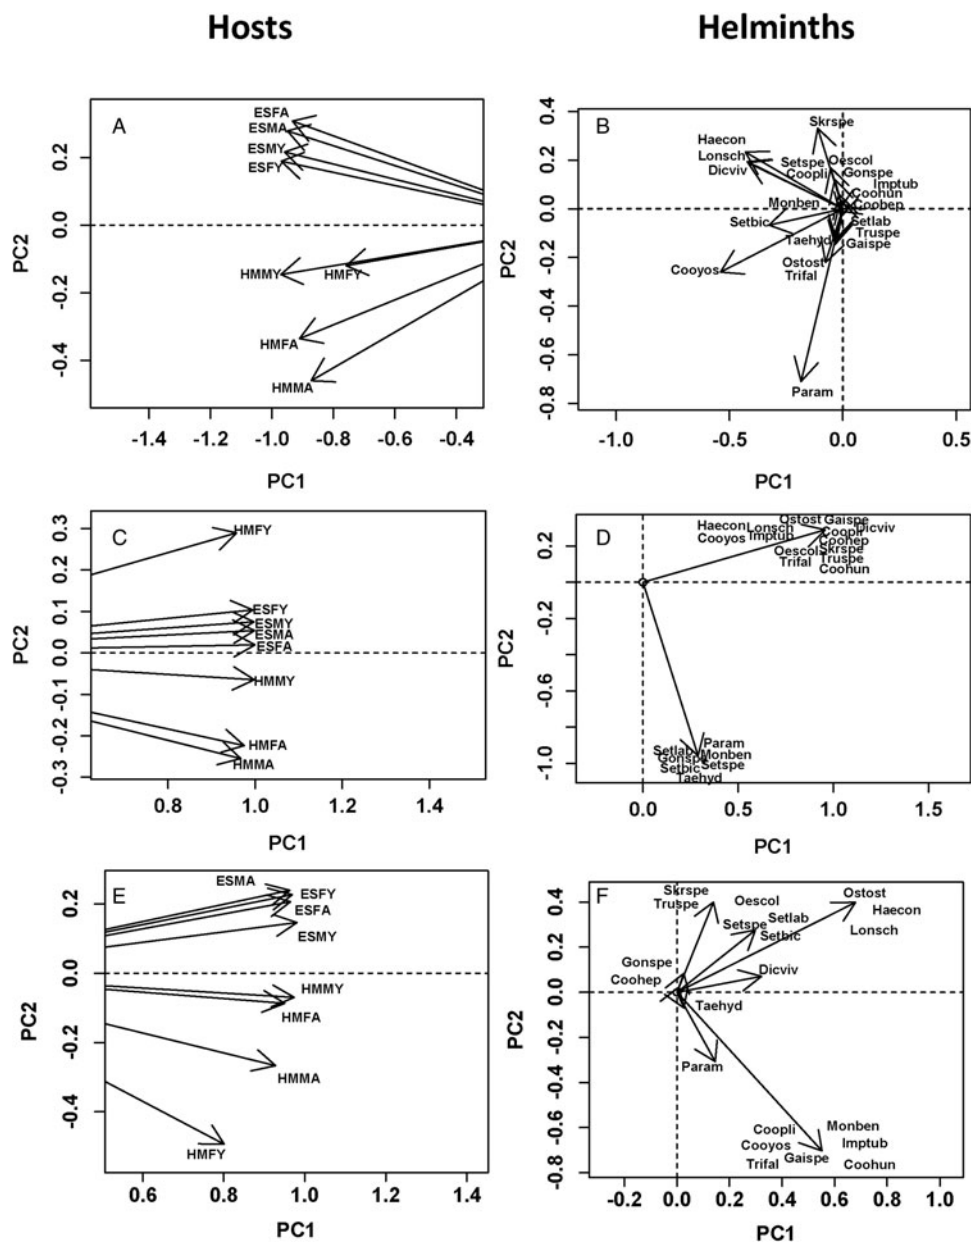 Hosts
Helminths
A
ESFA
ESMA
ESMY
ESFY
HMMY
HMFY
HMFA
HMMA
PC2
0.2
0.0
-0.2
-0.4
-1.4
-1.2
-1.0
-0.8
-0.6
-0.4
PC1
B
Skrspe
Haecon
Lonsch
Dicviv
Setspe
Oescol
Coopli
Gonspe
Imptub
Coohun
Coohep
Monben
Setbic
Setlab
Truspe
Taehyd
Gaispe
Cooyos
Ostost
Trifal
Param
PC2
0.4
0.2
0.0
-0.2
-0.4
-0.6
-0.8
-1.0
-0.5
0.0
0.5
PC1
C
HMFY
ESFY
ESMY
ESMA
ESFA
HMMY
HMFA
HMMA
PC2
0.3
0.2
0.1
0.0
-0.1
-0.2
-0.3
0.8
1.0
1.2
1.4
PC1
D
Ostost
Gaispe
Haecon
Lonsch
Dicviv
Cooyos
Imptub
Coopli
Coohep
Oescol
Skrspe
Trifal
Truspe
Coohun
Param
Setlab
Monben
Gonspe
Setbic
Setspe
Taehyd
PC2
0.2
-0.2
-0.6
-1.0
0.0
0.5
1.0
1.5
PC1
E
ESMA
ESFY
ESFA
ESMY
HMMY
HMFA
HMMA
HMFY
PC2
0.2
0.0
-0.2
-0.4
0.6
0.8
1.0
1.2
1.4
PC1
F
Skrspe
Truspe
Oescol
Ostost
Haecon
Setspe
Setlab
Setbic
Lonsch
Gonspe
Dicviv
Coohep
Taehyd
Param
Coopli
Monben
Cooyos
Imptub
Trifal
Gaispe
Coohun
PC2
0.4
0.2
0.0
-0.2
-0.4
-0.6
-0.8
-0.2
0.0
0.2
0.4
0.6
0.8
1.0
PC1